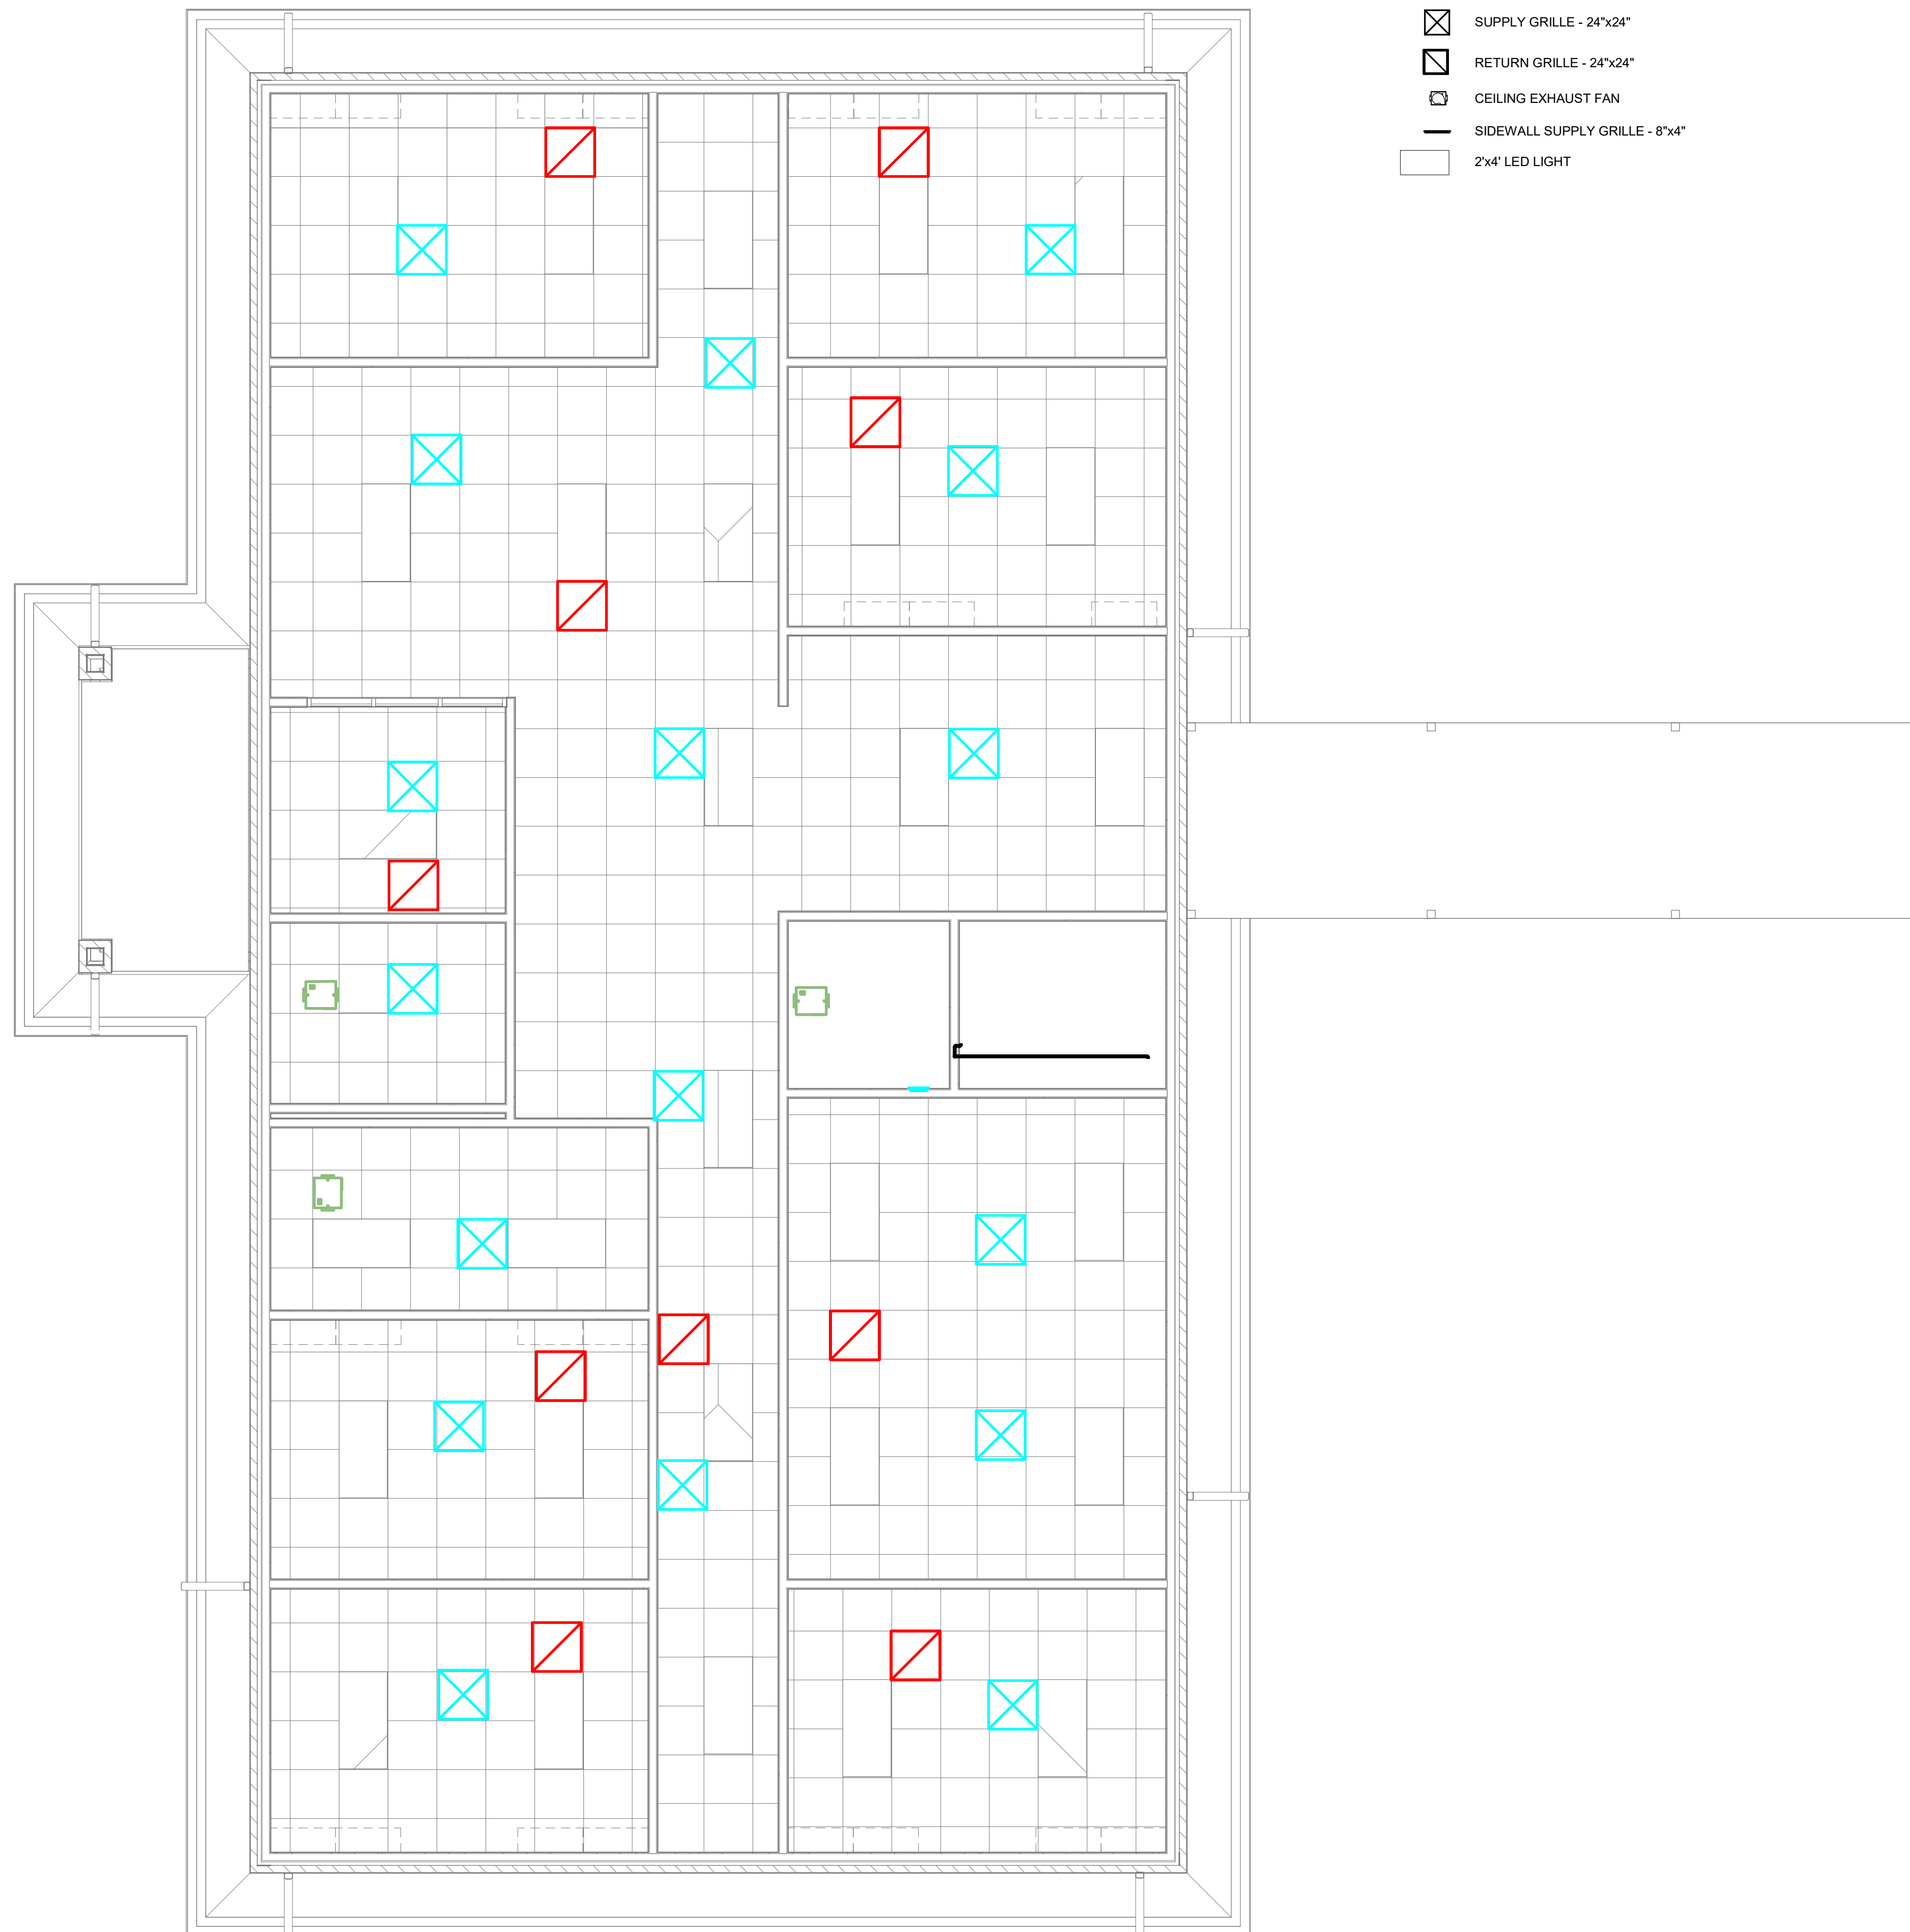 SUPPLY GRILLE - 24"x24"
RETURN GRILLE - 24"x24"
CEILING EXHAUST FAN
SIDEWALL SUPPLY GRILLE - 8"x4"
2'x4' LED LIGHT